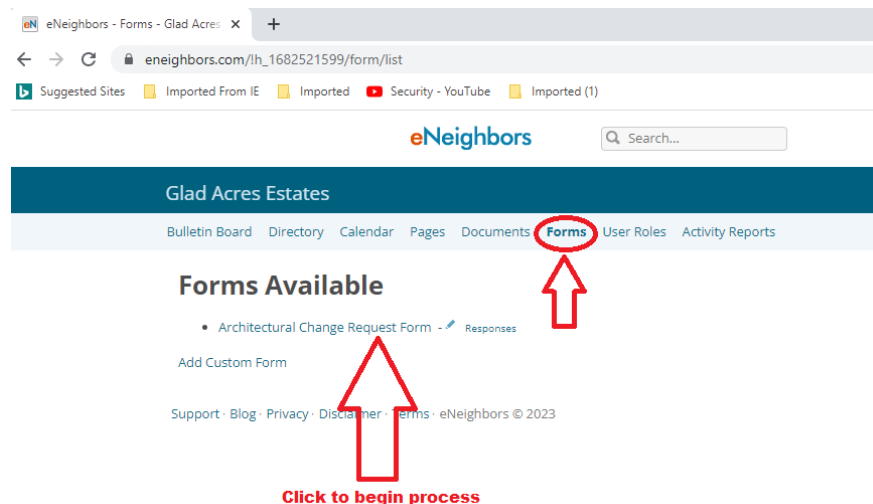 eN eNeighbors - Forms - Glad Acres × +
eneighbors.com/lh_1682521599/form/list
Suggested Sites Imported From IE Imported Security - YouTube Imported (1)
eNeighbors Search...
Glad Acres Estates
Bulletin Board Directory Calendar Pages Documents Forms User Roles Activity Reports
Forms Available
• Architectural Change Request Form - Responses
Add Custom Form
Support · Blog · Privacy · Disclaimer · Terms · eNeighbors © 2023
Click to begin process